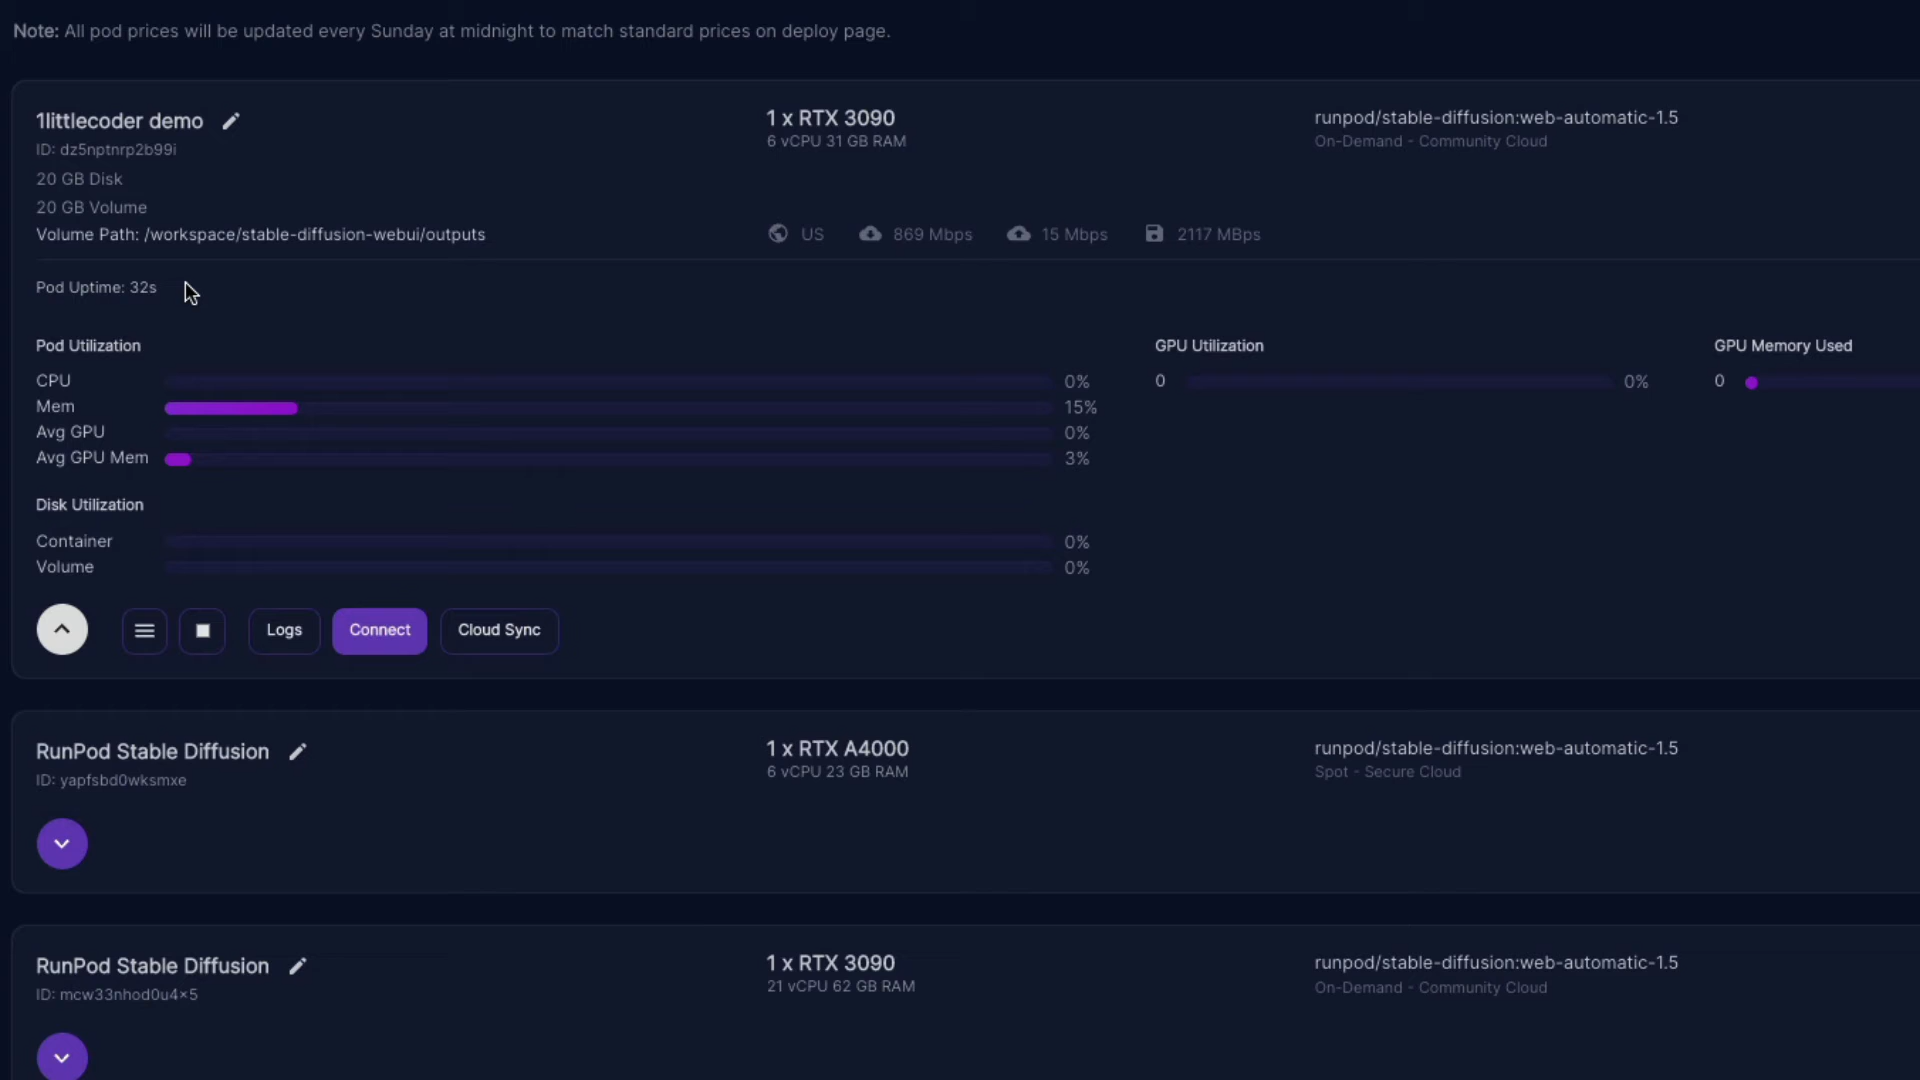 Note: All pod prices will be updated every Sunday at midnight to match standard prices on deploy page.
1littlecoder demo
ID: dz5nptnrp2b99i
20 GB Disk
20 GB Volume
Volume Path: /workspace/stable-diffusion-webui/outputs
1 x RTX 3090
6 vCPU 31 GB RAM
runpod/stable-diffusion:web-automatic-1.5
On-Demand - Community Cloud
US 869 Mbps 15 Mbps 2117 MBps
Pod Uptime: 32s
Pod Utilization
CPU 0%
Mem 15%
Avg GPU 0%
Avg GPU Mem 3%
GPU Utilization
0 0%
GPU Memory Used
0
Disk Utilization
Container 0%
Volume 0%
Logs Connect Cloud Sync
RunPod Stable Diffusion
ID: yapfsbd0wksmxe
1 x RTX A4000
6 vCPU 23 GB RAM
runpod/stable-diffusion:web-automatic-1.5
Spot - Secure Cloud
RunPod Stable Diffusion
ID: mcw33nhod0u4x5
1 x RTX 3090
21 vCPU 62 GB RAM
runpod/stable-diffusion:web-automatic-1.5
On-Demand - Community Cloud